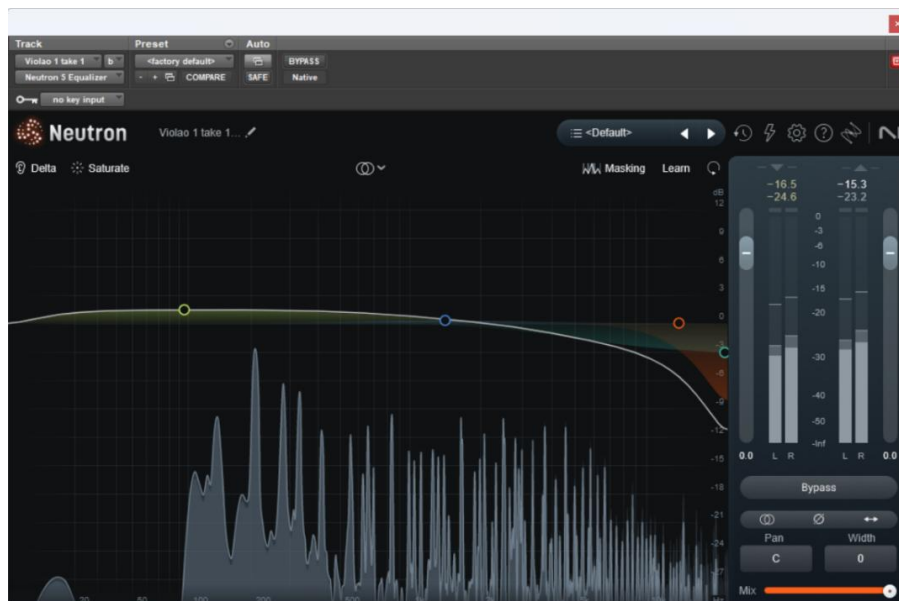 Track Preset Auto
Violao 1 take 1 b <factory default> BYPASS
Neutron 5 Equalizer - + COMPARE SAFE Native
no key input
Neutron Violao 1 take 1... <Default>
Delta Saturate Masking Learn
dB
12
9
6
3
0
-3
-6
-9
-12
-15
-18
-21
-24
-27
20 50 100 200 500 Hz
-16.5 -15.3
-24.6 -23.2
0
-3
-6
-10
-15
-20
-30
-40
-50
-Inf
0.0 L R L R 0.0
Bypass
Pan Width
C 0
Mix